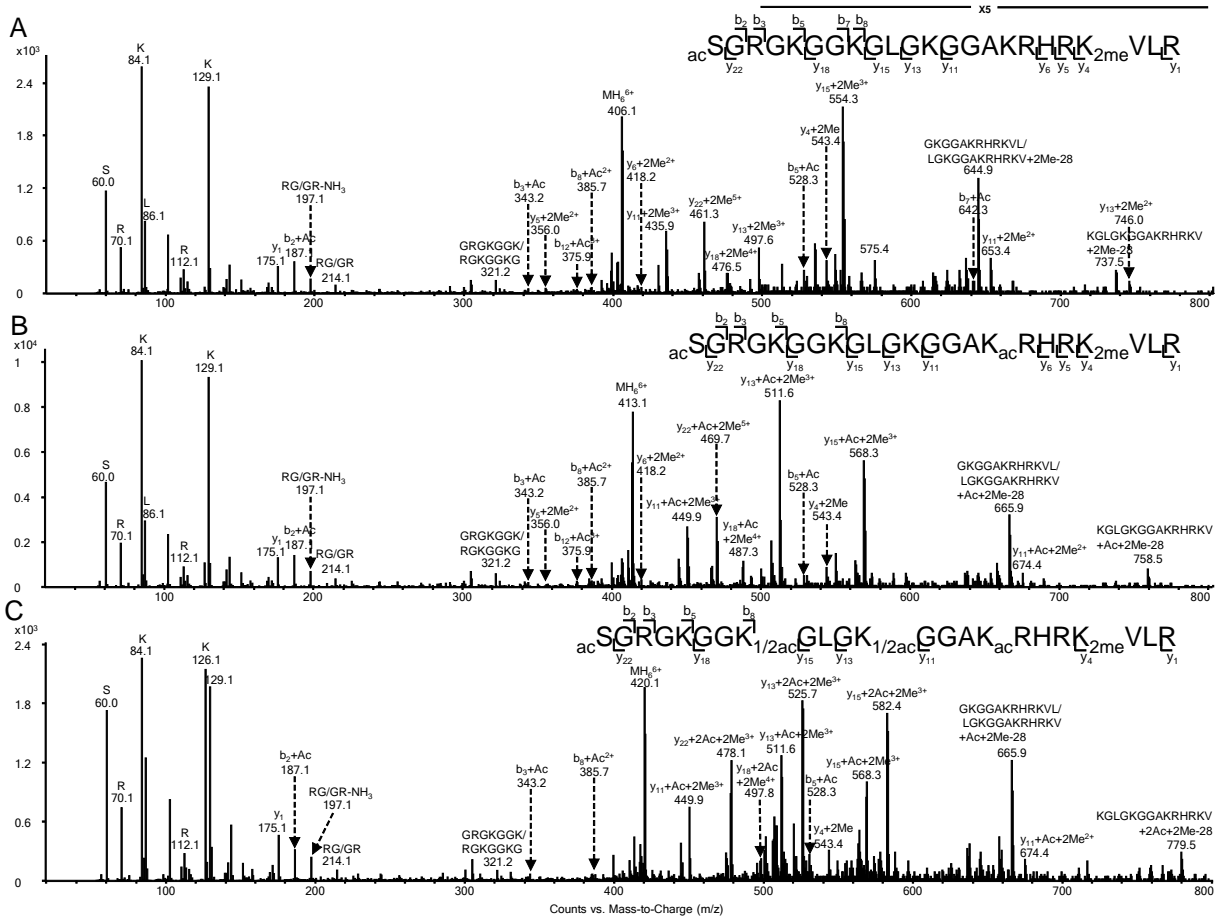 X5
A
b2 b3 b5 b7 b8
acSGRGKGGKGLGKGGAKRHRK2meVLR
y22 y18 y15 y13 y11 y6 y5 y4 y1
x10³
2.4
1.8
1.2
0.6
0
S
60.0
R
70.1
K
84.1
L
86.1
R
112.1
K
129.1
y1
175.1
b2+Ac
187.1
RG/GR-NH3
197.1
RG/GR
214.1
GRGKGGK/
RGKGGKG
321.2
b3+Ac
343.2
y5+2Me2+
356.0
b12+Ac3+
375.9
b8+Ac2+
385.7
MH6 6+
406.1
y6+2Me2+
418.2
y11+2Me3+
435.9
y22+2Me5+
461.3
y18+2Me4+
476.5
y13+2Me3+
497.6
b5+Ac
528.3
y4+2Me
543.4
y15+2Me3+
554.3
575.4
GKGGAKRHRKVL/
LGKGGAKRHRKV+2Me-28
644.9
b7+Ac
642.3
y11+2Me2+
653.4
KGLGKGGAKRHRKV
+2Me-28
737.5
y13+2Me2+
746.0
100 200 300 400 500 600 700 800
B
b2 b3 b5 b8
acSGRGKGGKGLGKGGAKacRHRK2meVLR
y22 y18 y15 y13 y11 y6 y5 y4 y1
x10⁴
1
0.8
0.6
0.4
0.2
0
S
60.0
R
70.1
K
84.1
L
86.1
R
112.1
K
129.1
y1
175.1
b2+Ac
187.1
RG/GR-NH3
197.1
RG/GR
214.1
GRGKGGK/
RGKGGKG
321.2
b3+Ac
343.2
y5+2Me2+
356.0
b12+Ac3+
375.9
b8+Ac2+
385.7
MH6 6+
413.1
y6+2Me2+
418.2
y11+Ac+2Me3+
449.9
y22+Ac+2Me5+
469.7
y18+Ac
+2Me4+
487.3
y13+Ac+2Me3+
511.6
b5+Ac
528.3
y4+2Me
543.4
y15+Ac+2Me3+
568.3
GKGGAKRHRKVL/
LGKGGAKRHRKV
+Ac+2Me-28
665.9
y11+Ac+2Me2+
674.4
KGLGKGGAKRHRKV
+Ac+2Me-28
758.5
100 200 300 400 500 600 700 800
C
b2 b3 b5 b8
acSGRGKGGK1/2acGLGK1/2acGGAKacRHRK2meVLR
y22 y18 y15 y13 y11 y4 y1
x10³
2.4
1.8
1.2
0.6
0
S
60.0
R
70.1
K
84.1
R
112.1
K
126.1
129.1
y1
175.1
b2+Ac
187.1
RG/GR-NH3
197.1
RG/GR
214.1
GRGKGGK/
RGKGGKG
321.2
b3+Ac
343.2
b8+Ac2+
385.7
MH6 6+
420.1
y11+Ac+2Me3+
449.9
y22+2Ac+2Me3+
478.1
y18+2Ac
+2Me4+
497.8
y13+Ac+2Me3+
511.6
y13+2Ac+2Me3+
525.7
b5+Ac
528.3
y4+2Me
543.4
y15+Ac+2Me3+
568.3
y15+2Ac+2Me3+
582.4
GKGGAKRHRKVL/
LGKGGAKRHRKV
+Ac+2Me-28
665.9
y11+Ac+2Me2+
674.4
KGLGKGGAKRHRKV
+2Ac+2Me-28
779.5
100 200 300 400 500 600 700 800
Counts vs. Mass-to-Charge (m/z)